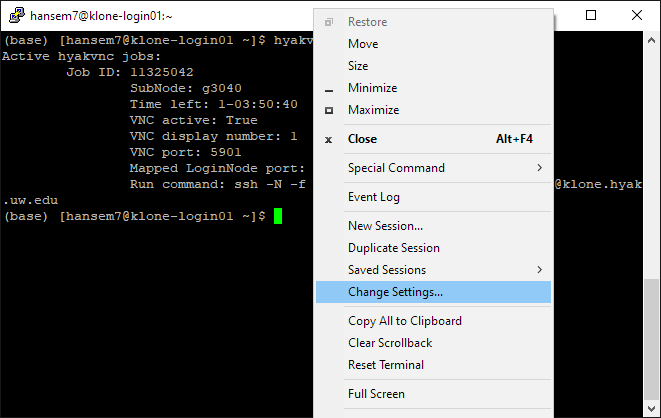 hansem7@klone-login01:~
(base) [hansem7@klone-login01 ~]$ hyakv
Active hyakvnc jobs:
Job ID: 11325042
SubNode: g3040
Time left: 1-03:50:40
VNC active: True
VNC display number: 1
VNC port: 5901
Mapped LoginNode port:
Run command: ssh -N -f @klone.hyak
.uw.edu
(base) [hansem7@klone-login01 ~]$
Restore
Move
Size
Minimize
Maximize
Close Alt+F4
Special Command
Event Log
New Session...
Duplicate Session
Saved Sessions
Change Settings...
Copy All to Clipboard
Clear Scrollback
Reset Terminal
Full Screen